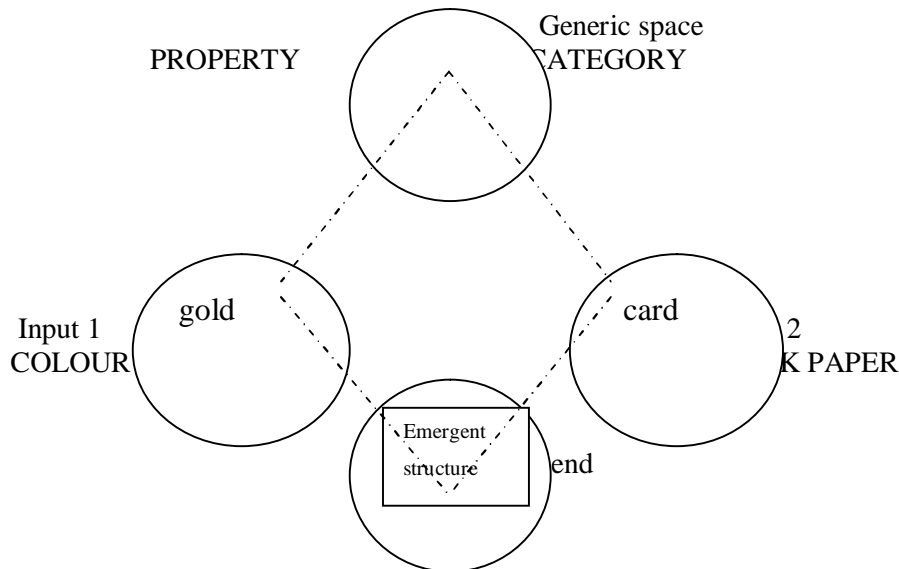 Generic space
PROPERTY CATEGORY
gold card
Input 1 2
COLOUR K PAPER
Emergent
end
structure